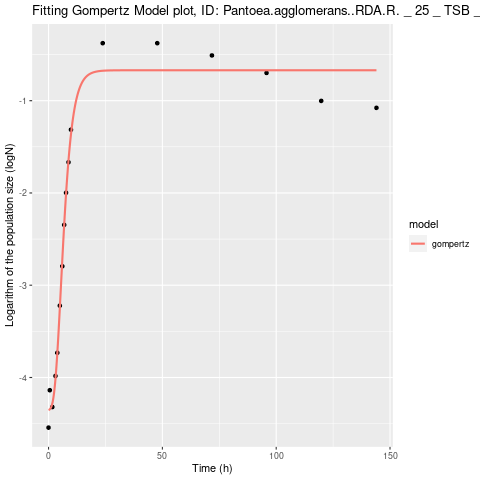 Fitting Gompertz Model plot, ID: Pantoea.agglomerans..RDA.R. _ 25 _ TSB _
Logarithm of the population size (logN)
-1
-2
-3
-4
0
50
100
150
Time (h)
model
gompertz